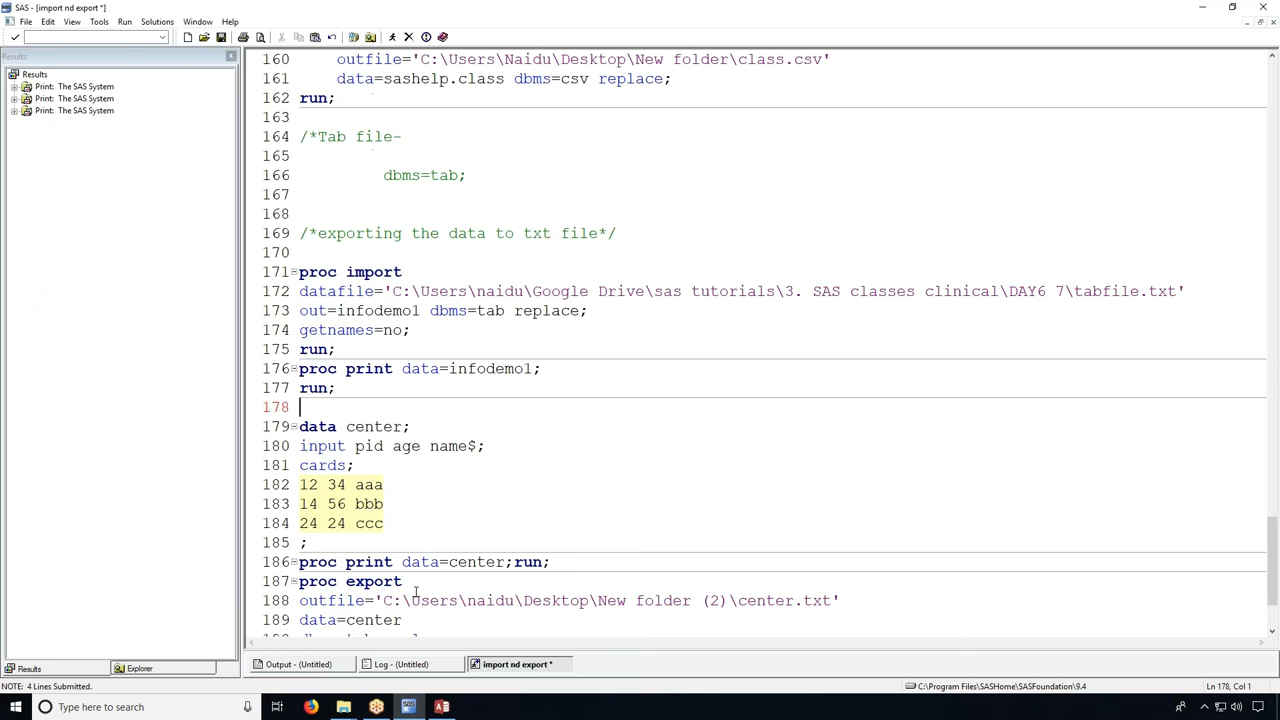 SAS - [import nd export *]
File Edit View Tools Run Solutions Window Help
Results
Results
Print: The SAS System
Print: The SAS System
Print: The SAS System
160 outfile='C:\Users\Naidu\Desktop\New folder\class.csv'
161 data=sashelp.class dbms=csv replace;
162 run;
163
164 /*Tab file-
165
166 dbms=tab;
167
168
169 /*exporting the data to txt file*/
170
171 proc import
172 datafile='C:\Users\naidu\Google Drive\sas tutorials\3. SAS classes clinical\DAY6 7\tabfile.txt'
173 out=infodemo1 dbms=tab replace;
174 getnames=no;
175 run;
176 proc print data=infodemo1;
177 run;
178
179 data center;
180 input pid age name$;
181 cards;
182 12 34 aaa
183 14 56 bbb
184 24 24 ccc
185 ;
186 proc print data=center;run;
187 proc export
188 outfile='C:\Users\naidu\Desktop\New folder (2)\center.txt'
189 data=center
Results Explorer Output - (Untitled) Log - (Untitled) import nd export *
NOTE: 4 Lines Submitted. C:\Program Files\SASHome\SASFoundation\9.4 Ln 178, Col 1
Type here to search